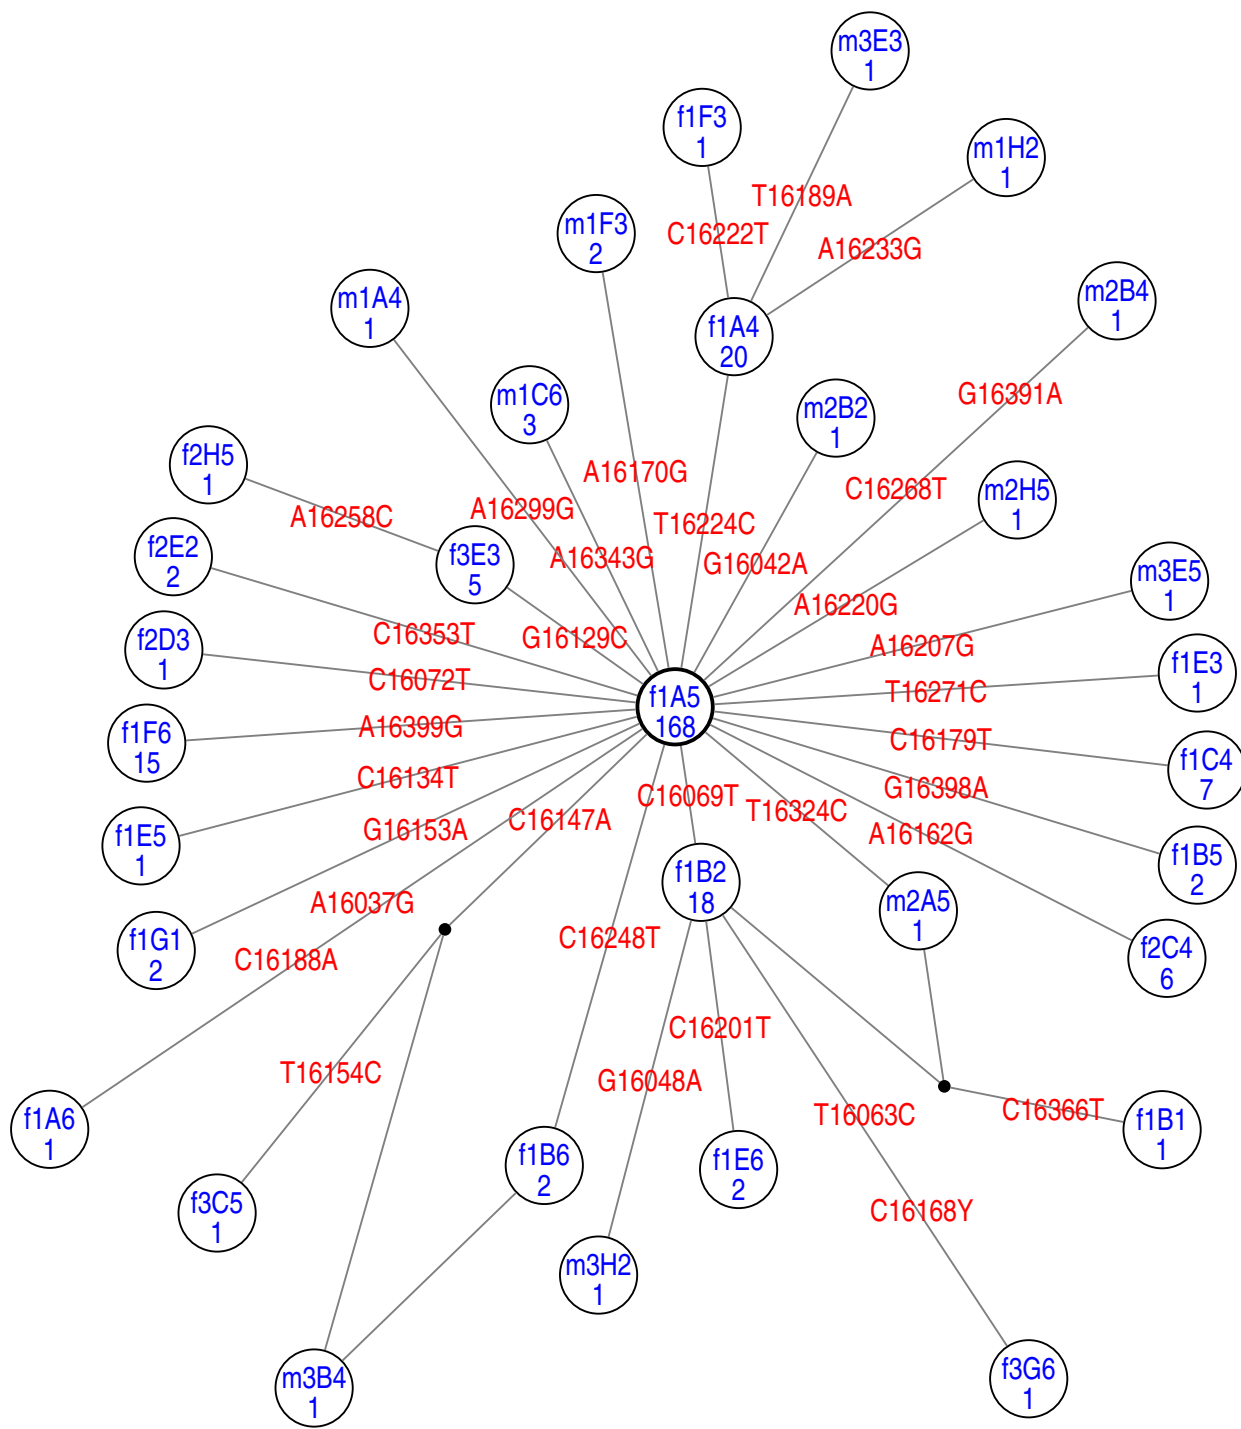 m3E3
1
f1F3
1
m1H2
1
T16189A
C16222T
A16233G
m1F3
2
m1A4
1
m2B4
1
f1A4
20
G16391A
m1C6
3
m2B2
1
f2H5
1
A16170G
C16268T
m2H5
1
A16258C
A16299G
T16224C
f2E2
2
f3E3
5
A16343G
G16042A
m3E5
1
A16220G
C16353T
G16129C
A16207G
f2D3
1
C16072T
T16271C
f1E3
1
f1A5
168
f1F6
15
A16399G
C16179T
f1C4
7
C16134T
C16069T
G16398A
G16153A
C16147A
T16324C
A16162G
f1E5
1
f1B5
2
f1B2
18
A16037G
m2A5
1
f1G1
2
C16188A
C16248T
f2C4
6
C16201T
T16154C
G16048A
T16063C
C16366T
f1A6
1
f1B1
1
f1B6
2
f1E6
2
f3C5
1
C16168Y
m3H2
1
m3B4
1
f3G6
1